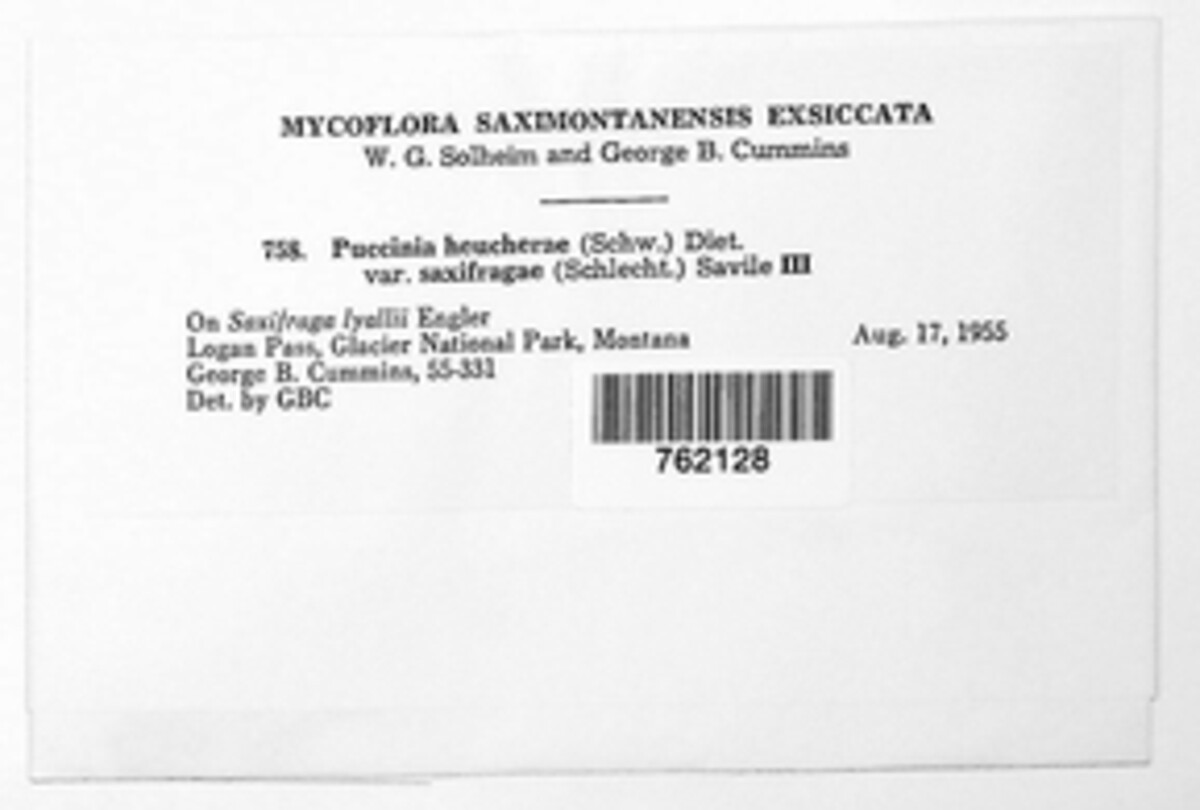 MYCOFLORA SAXIMONTANENSIS EXSICCATA
W. G. Solheim and George B. Cummins
758. Puccinia heucherae (Schw.) Diet.
var. saxifragae (Schlecht.) Savile III
On Saxifraga lyallii Engler
Logan Pass, Glacier National Park, Montana Aug. 17, 1955
George B. Cummins, 55-331
Det. by GBC
762128